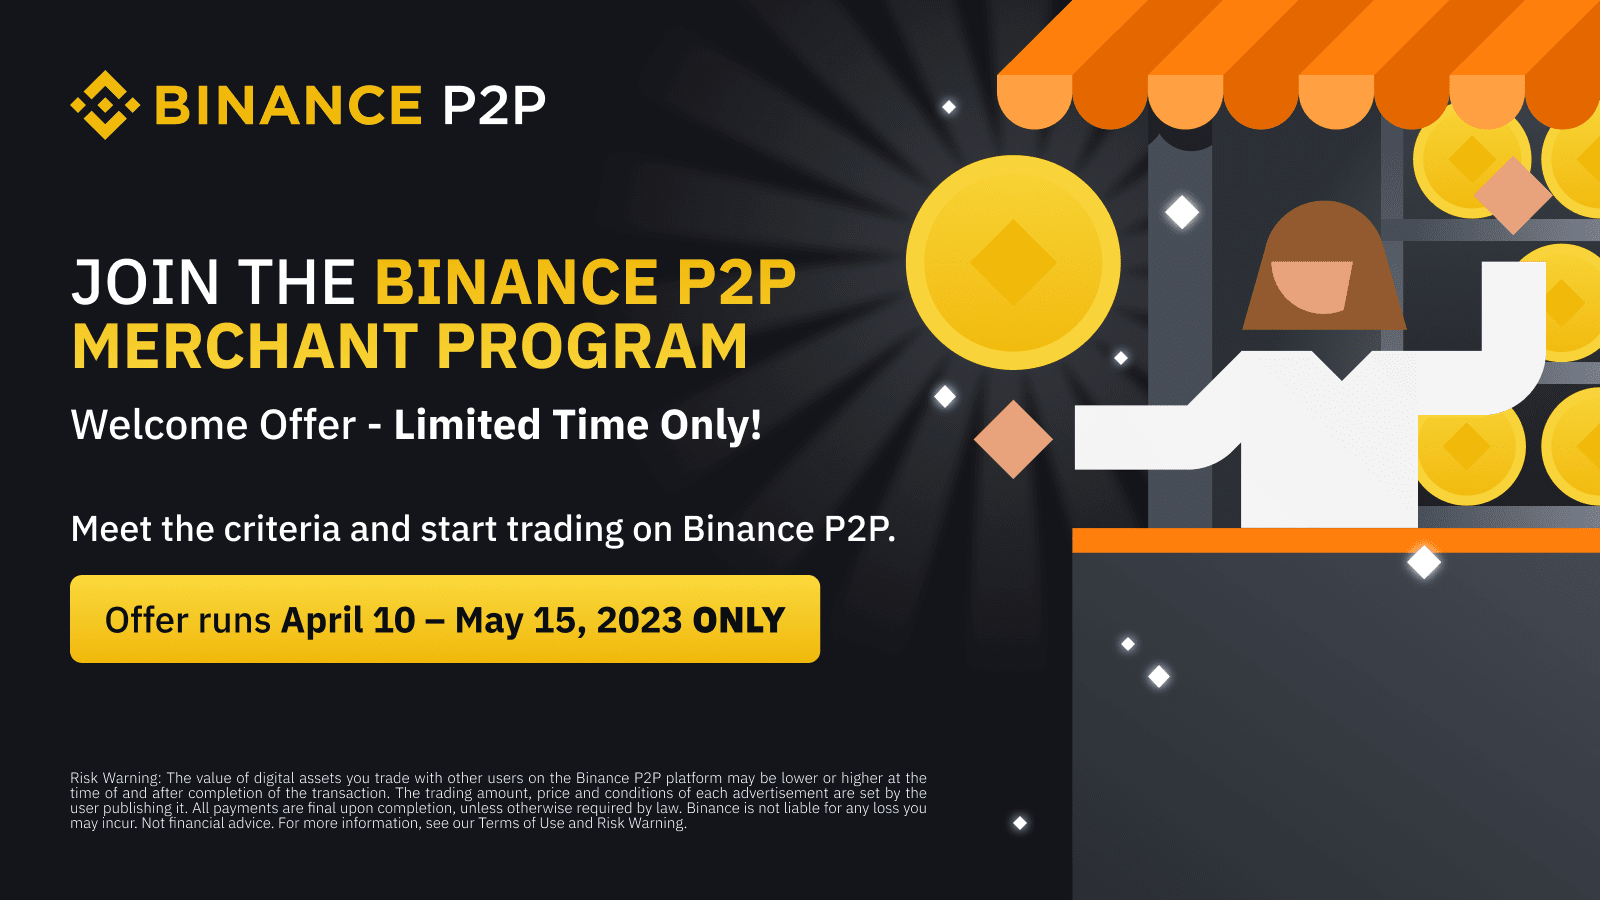 BINANCE P2P
JOIN THE BINANCE P2P
MERCHANT PROGRAM
Welcome Offer - Limited Time Only!
Meet the criteria and start trading on Binance P2P.
Offer runs April 10 – May 15, 2023 ONLY
Risk Warning: The value of digital assets you trade with other users on the Binance P2P platform may be lower or higher at the
time of and after completion of the transaction. The trading amount, price and conditions of each advertisement are set by the
user publishing it. All payments are final upon completion, unless otherwise required by law. Binance is not liable for any loss you
may incur. Not financial advice. For more information, see our Terms of Use and Risk Warning.